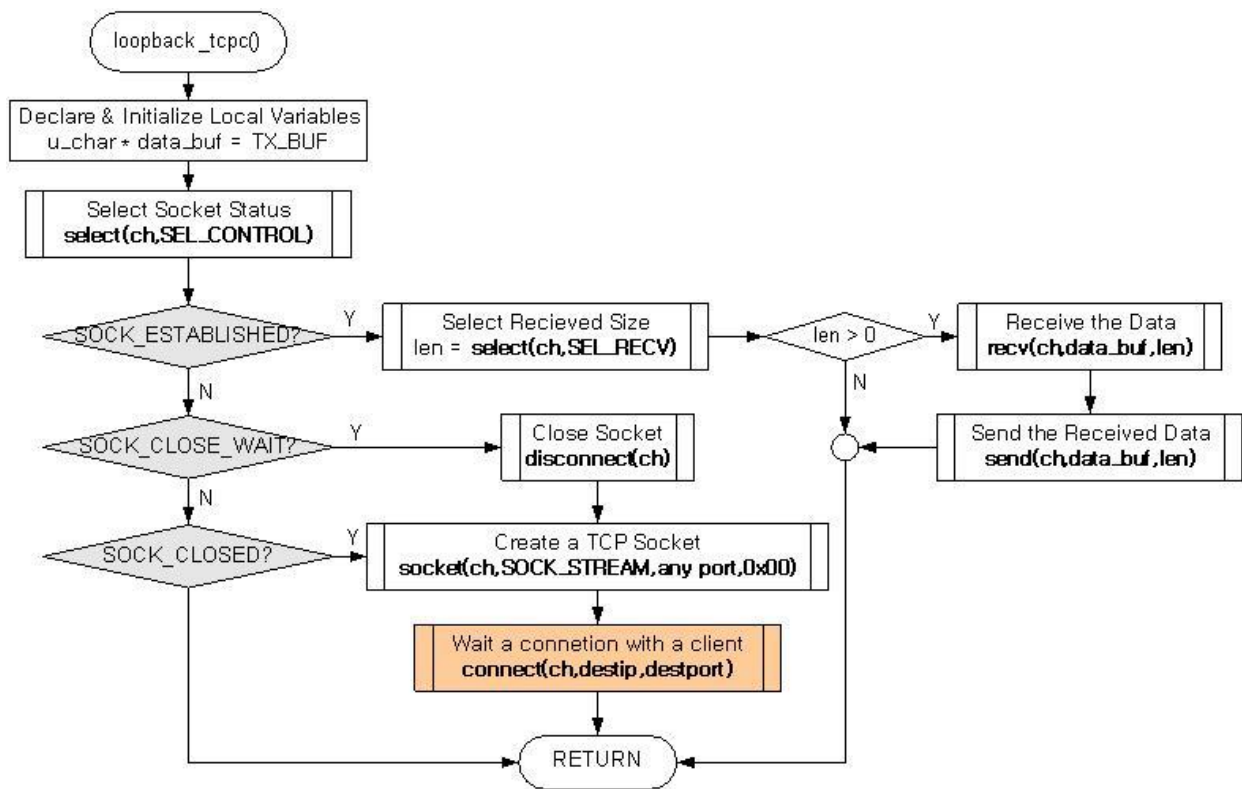 loopback_tcpc()
Declare & Initialize Local Variables
u_char * data_buf = TX_BUF
Select Socket Status
select(ch,SEL_CONTROL)
SOCK_ESTABLISHED?
Y
Select Recieved Size
len = select(ch,SEL_RECV)
len > 0
Y
Receive the Data
recv(ch,data_buf,len)
N
N
SOCK_CLOSE_WAIT?
Y
Close Socket
disconnect(ch)
Send the Received Data
send(ch,data_buf,len)
N
SOCK_CLOSED?
Y
Create a TCP Socket
socket(ch,SOCK_STREAM,any port,0x00)
Wait a connetion with a client
connect(ch,destip,destport)
RETURN